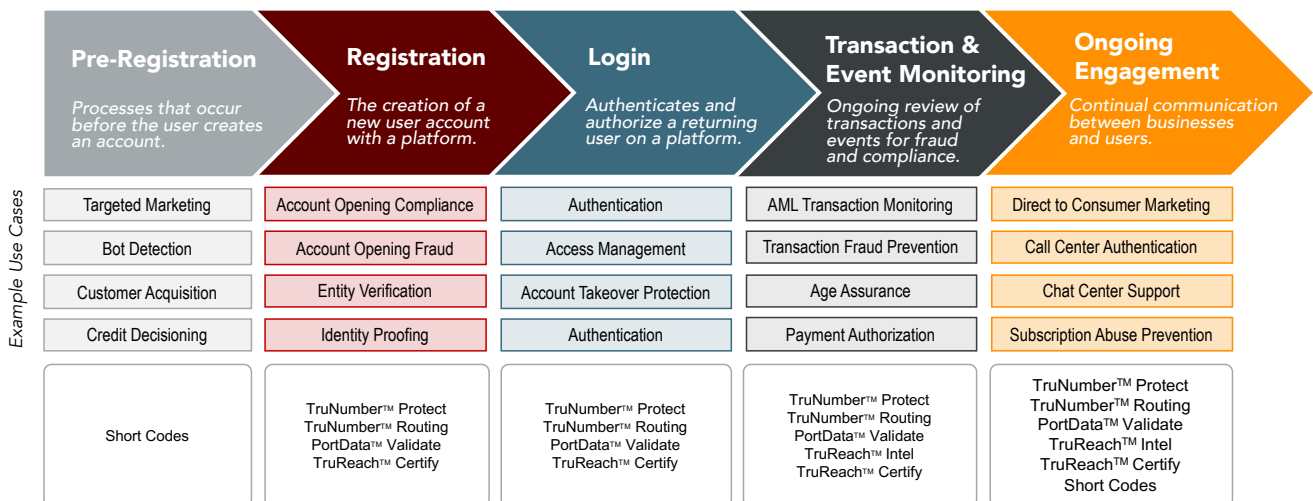 Pre-Registration
Processes that occur
before the user creates
an account.
Registration
The creation of a
new user account
with a platform.
Login
Authenticates and
authorize a returning
user on a platform.
Transaction &
Event Monitoring
Ongoing review of
transactions and
events for fraud
and compliance.
Ongoing
Engagement
Continual communication
between businesses
and users.
Example Use Cases
Targeted Marketing
Bot Detection
Customer Acquisition
Credit Decisioning
Account Opening Compliance
Account Opening Fraud
Entity Verification
Identity Proofing
Authentication
Access Management
Account Takeover Protection
Authentication
AML Transaction Monitoring
Transaction Fraud Prevention
Age Assurance
Payment Authorization
Direct to Consumer Marketing
Call Center Authentication
Chat Center Support
Subscription Abuse Prevention
Short Codes
TruNumber™ Protect
TruNumber™ Routing
PortData™ Validate
TruReach™ Certify
TruNumber™ Protect
TruNumber™ Routing
PortData™ Validate
TruReach™ Certify
TruNumber™ Protect
TruNumber™ Routing
PortData™ Validate
TruReach™ Intel
TruReach™ Certify
TruNumber™ Protect
TruNumber™ Routing
PortData™ Validate
TruReach™ Intel
TruReach™ Certify
Short Codes